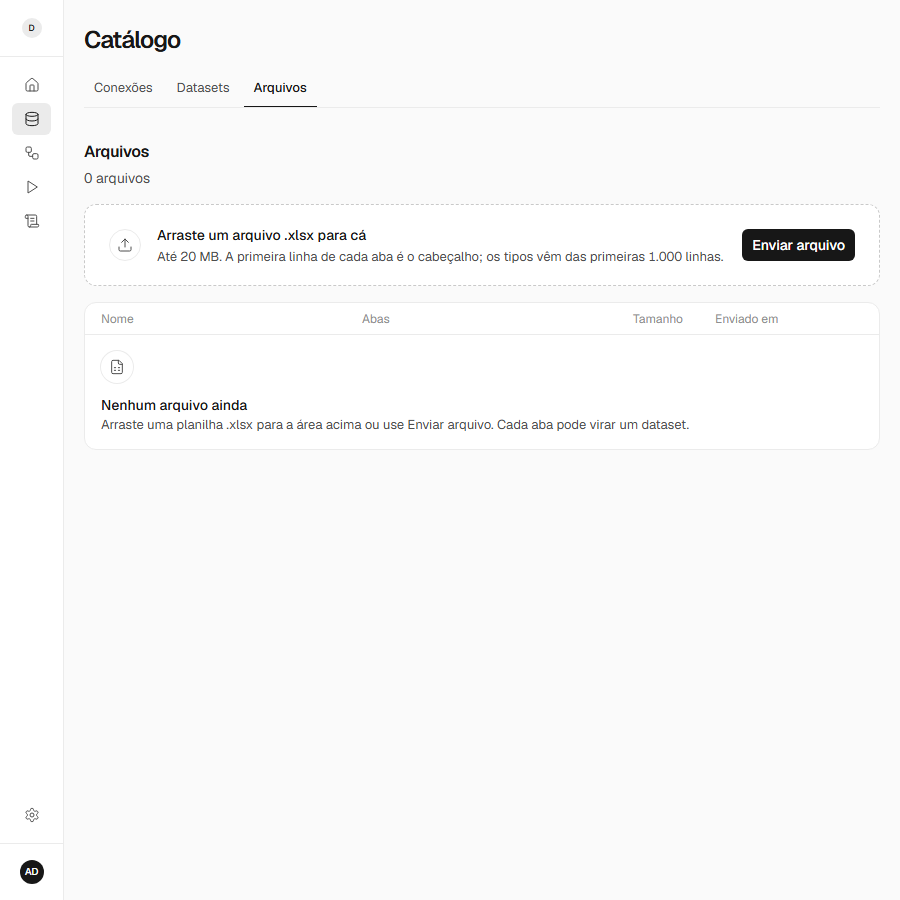 D
Catálogo
Conexões Datasets Arquivos
Arquivos
0 arquivos
Arraste um arquivo .xlsx para cá
Até 20 MB. A primeira linha de cada aba é o cabeçalho; os tipos vêm das primeiras 1.000 linhas.
Enviar arquivo
Nome Abas Tamanho Enviado em
Nenhum arquivo ainda
Arraste uma planilha .xlsx para a área acima ou use Enviar arquivo. Cada aba pode virar um dataset.
AD